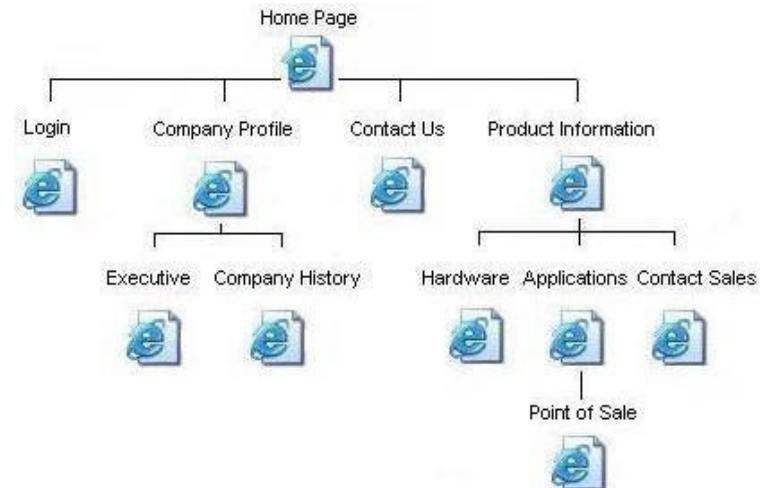 Home Page
Login Company Profile Contact Us Product Information
Executive Company History Hardware Applications Contact Sales
Point of Sale